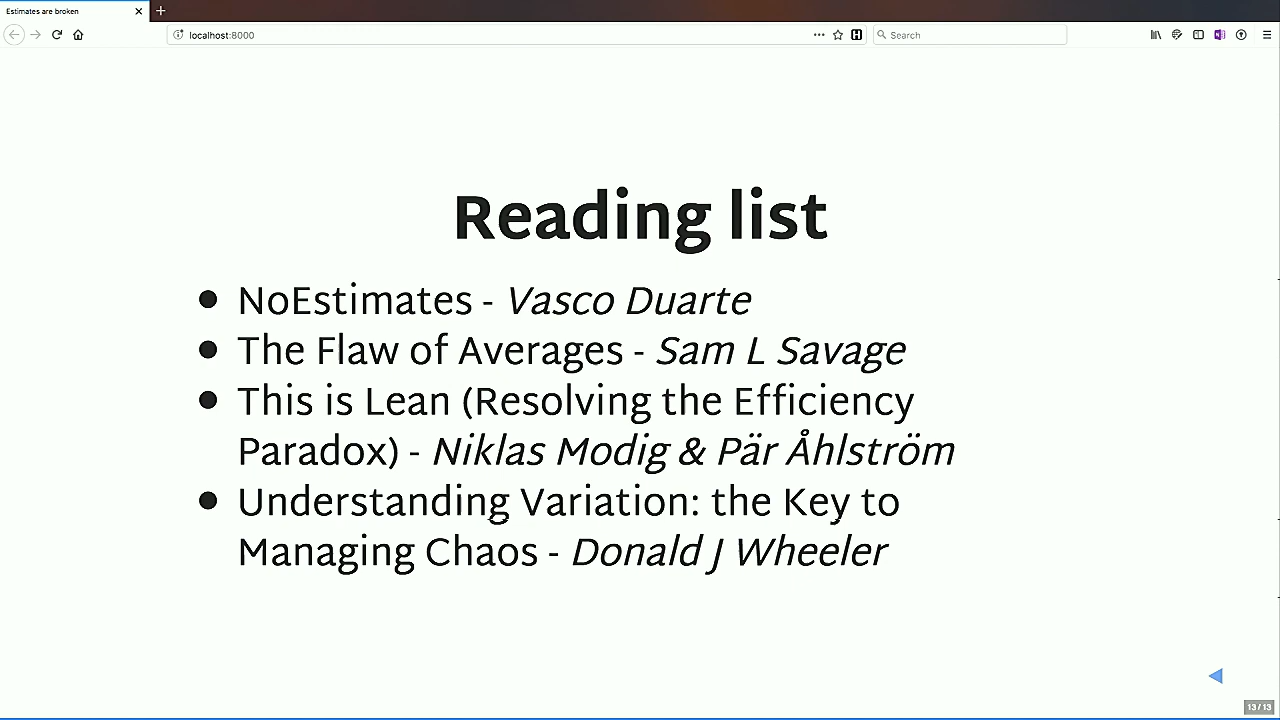 Estimates are broken
localhost:8000
Search
Reading list
NoEstimates - Vasco Duarte
The Flaw of Averages - Sam L Savage
This is Lean (Resolving the Efficiency
Paradox) - Niklas Modig & Pär Åhlström
Understanding Variation: the Key to
Managing Chaos - Donald J Wheeler
13 / 13